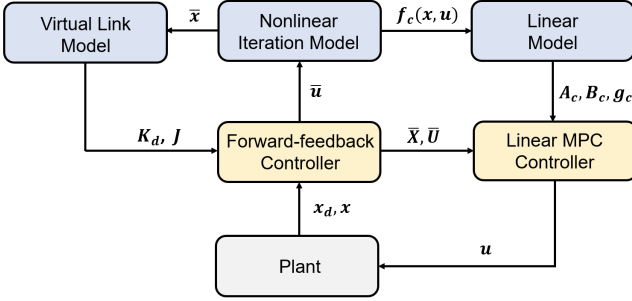 Virtual Link
Model
x̅
Nonlinear
Iteration Model
f_c(x, u)
Linear
Model
u̅
A_c, B_c, g_c
K_d, J
Forward-feedback
Controller
X̅, U̅
Linear MPC
Controller
x_d, x
u
Plant